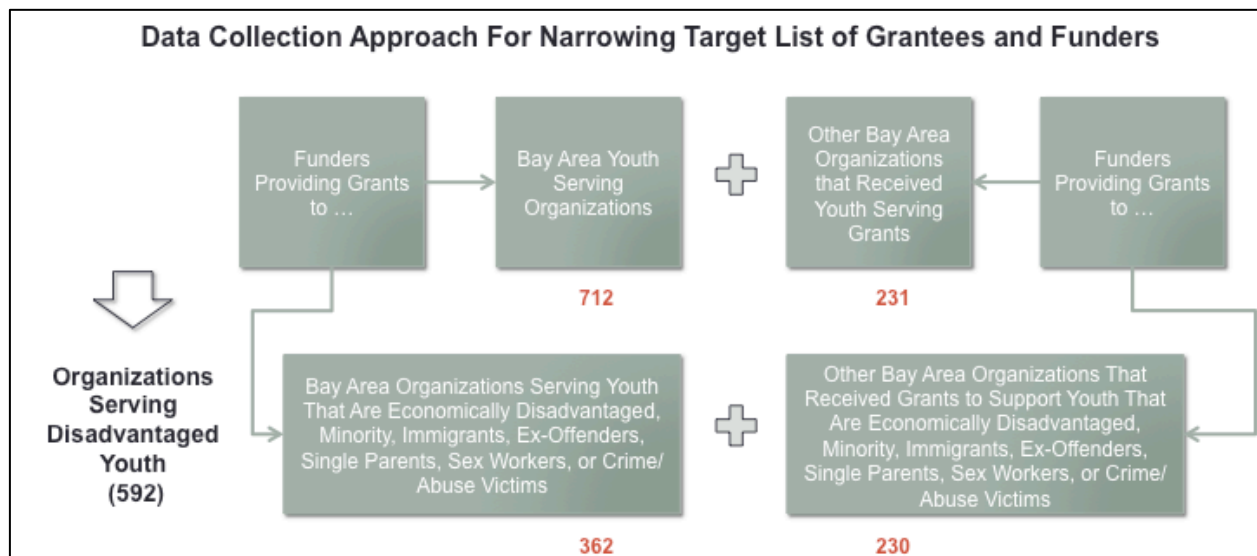 Data Collection Approach For Narrowing Target List of Grantees and Funders
Funders
Providing Grants
to …
Bay Area Youth
Serving
Organizations
Other Bay Area
Organizations
that Received
Youth Serving
Grants
Funders
Providing Grants
to …
712
231
Organizations
Serving
Disadvantaged
Youth
(592)
Bay Area Organizations Serving Youth
That Are Economically Disadvantaged,
Minority, Immigrants, Ex-Offenders,
Single Parents, Sex Workers, or Crime/
Abuse Victims
Other Bay Area Organizations That
Received Grants to Support Youth That
Are Economically Disadvantaged,
Minority, Immigrants, Ex-Offenders,
Single Parents, Sex Workers, or Crime/
Abuse Victims
362
230